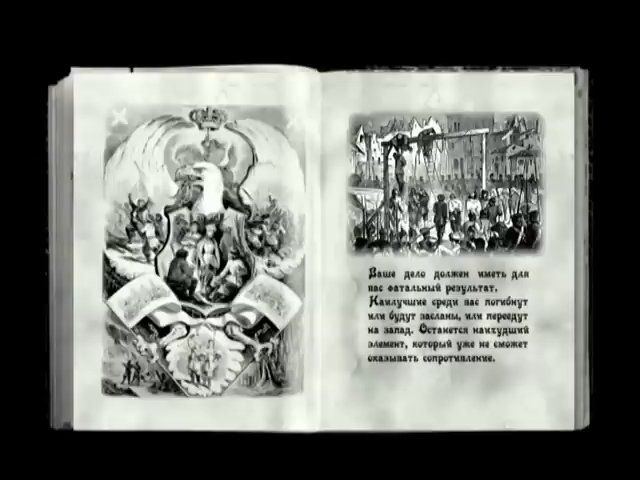 Ваше дело должен иметь для
вас фатальный результат.
Наилучшие среди вас погибнут
или будут засланы, или переедут
на запад. Останется наихудший
элемент, который уже не сможет
оказывать сопротивление.